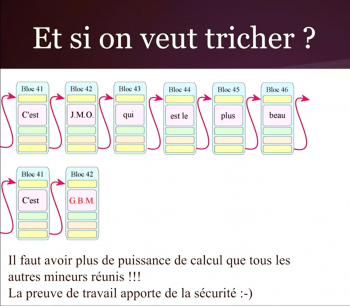 Et si on veut tricher ?
Bloc 41 Bloc 42 Bloc 43 Bloc 44 Bloc 45 Bloc 46
C'est J.M.O. qui est le plus beau
Bloc 41 Bloc 42
C'est G.B.M.
Il faut avoir plus de puissance de calcul que tous les
autres mineurs réunis !!!
La preuve de travail apporte de la sécurité :-)